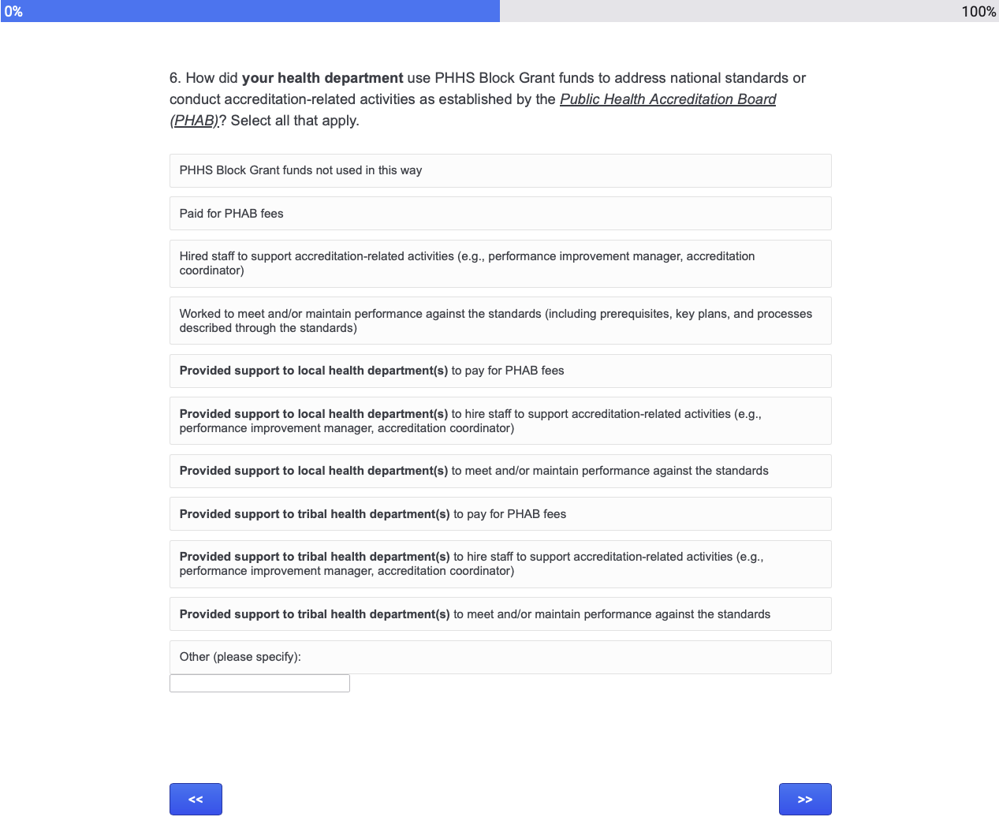 0%
100%
6. How did your health department use PHHS Block Grant funds to address national standards or
conduct accreditation-related activities as established by the Public Health Accreditation Board
(PHAB)? Select all that apply.
PHHS Block Grant funds not used in this way
Paid for PHAB fees
Hired staff to support accreditation-related activities (e.g., performance improvement manager, accreditation
coordinator)
Worked to meet and/or maintain performance against the standards (including prerequisites, key plans, and processes
described through the standards)
Provided support to local health department(s) to pay for PHAB fees
Provided support to local health department(s) to hire staff to support accreditation-related activities (e.g.,
performance improvement manager, accreditation coordinator)
Provided support to local health department(s) to meet and/or maintain performance against the standards
Provided support to tribal health department(s) to pay for PHAB fees
Provided support to tribal health department(s) to hire staff to support accreditation-related activities (e.g.,
performance improvement manager, accreditation coordinator)
Provided support to tribal health department(s) to meet and/or maintain performance against the standards
Other (please specify):
<<
>>